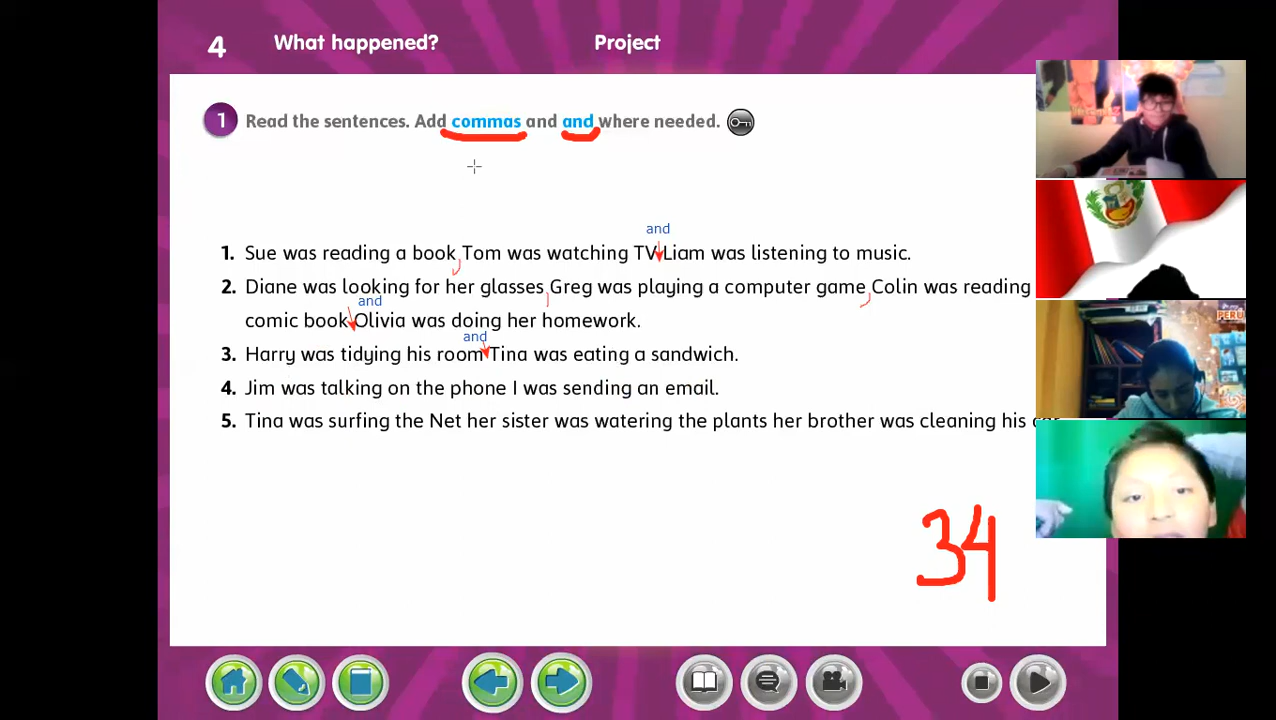 4 What happened? Project
1 Read the sentences. Add commas and and where needed.
and
1. Sue was reading a book, Tom was watching TV Liam was listening to music.
2. Diane was looking for her glasses, Greg was playing a computer game, Colin was reading
and
comic book Olivia was doing her homework.
and
3. Harry was tidying his room Tina was eating a sandwich.
4. Jim was talking on the phone I was sending an email.
5. Tina was surfing the Net her sister was watering the plants her brother was cleaning his
34
PERU